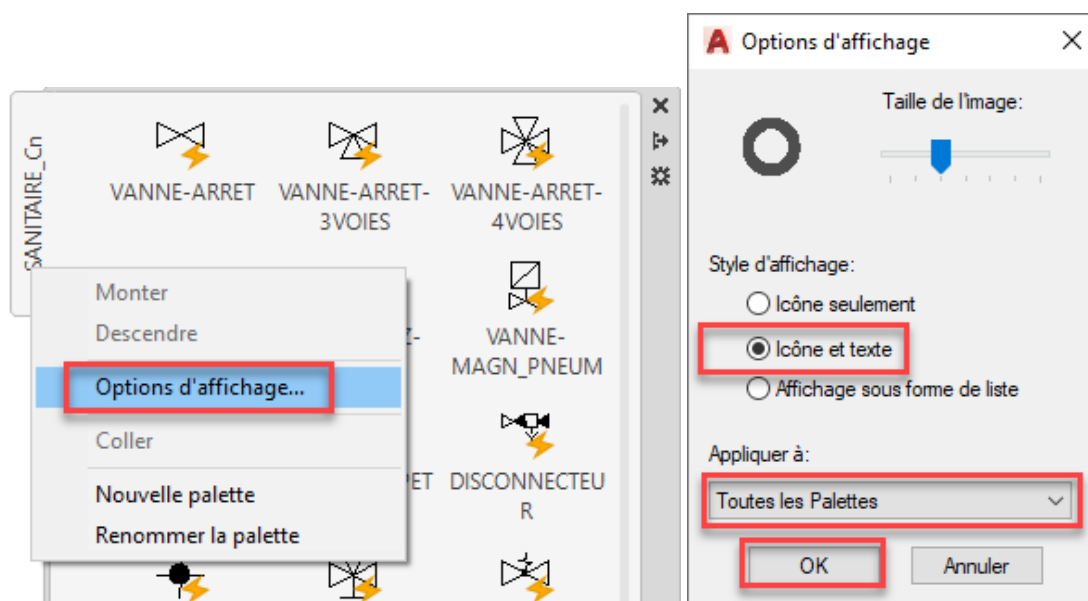 Options d'affichage
Taille de l'image:
SANITAIRE_Cn
VANNE-ARRET
VANNE-ARRET-
3VOIES
VANNE-ARRET-
4VOIES
Style d'affichage:
Icône seulement
Monter
Descendre
VANNE-
MAGN_PNEUM
Icône et texte
Options d'affichage...
Affichage sous forme de liste
Coller
Appliquer à:
ET
DISCONNECTEU
R
Nouvelle palette
Toutes les Palettes
Renommer la palette
OK
Annuler